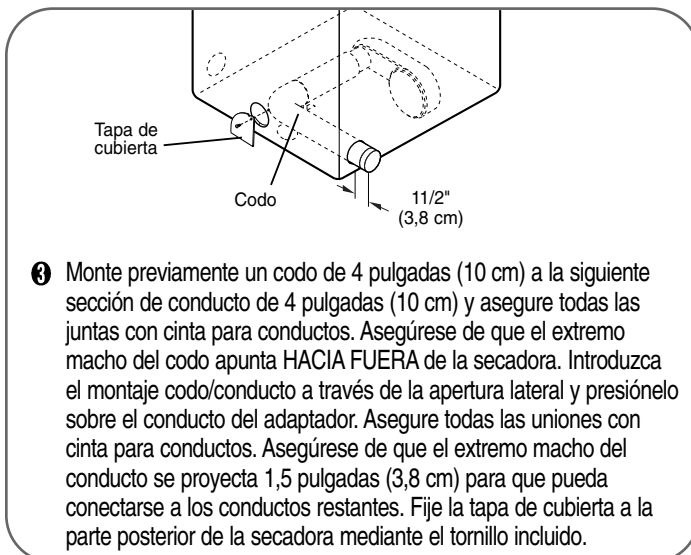 Tapa de
cubierta
Codo
11/2"
(3,8 cm)
❸ Monte previamente un codo de 4 pulgadas (10 cm) a la siguiente
sección de conducto de 4 pulgadas (10 cm) y asegure todas las
juntas con cinta para conductos. Asegúrese de que el extremo
macho del codo apunta HACIA FUERA de la secadora. Introduzca
el montaje codo/conducto a través de la apertura lateral y presiónelo
sobre el conducto del adaptador. Asegure todas las uniones con
cinta para conductos. Asegúrese de que el extremo macho del
conducto se proyecta 1,5 pulgadas (3,8 cm) para que pueda
conectarse a los conductos restantes. Fije la tapa de cubierta a la
parte posterior de la secadora mediante el tornillo incluido.